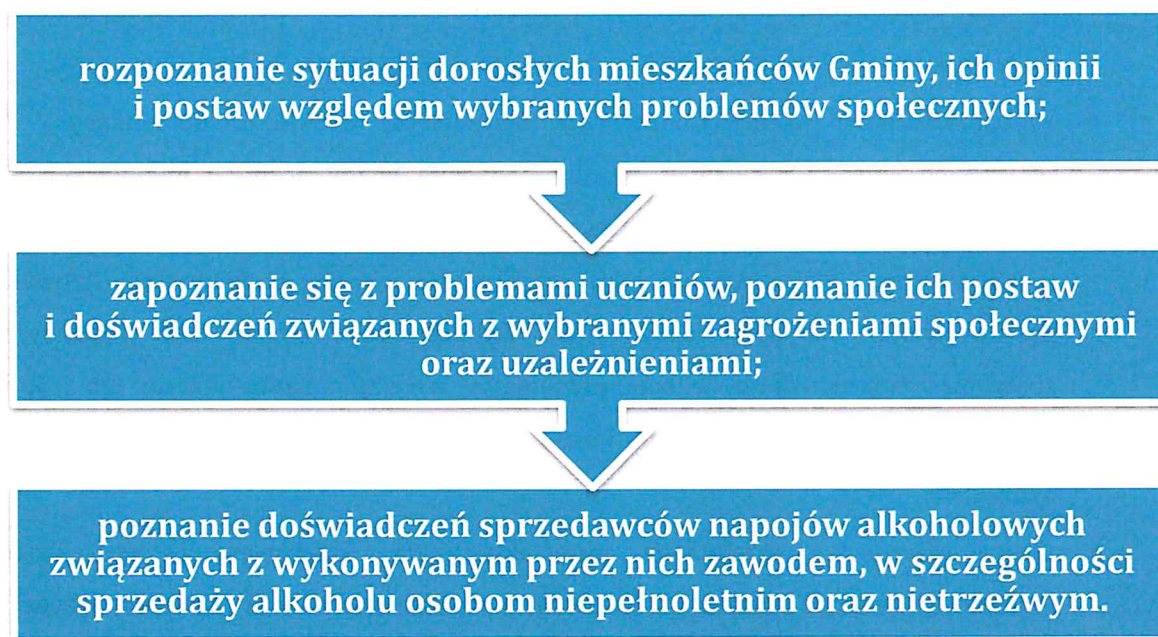 rozpoznanie sytuacji dorosłych mieszkańców Gminy, ich opinii
i postaw względem wybranych problemów społecznych;
zapoznanie się z problemami uczniów, poznanie ich postaw
i doświadczeń związanych z wybranymi zagrożeniami społecznymi
oraz uzależnieniami;
poznanie doświadczeń sprzedawców napojów alkoholowych
związanych z wykonywanym przez nich zawodem, w szczególności
sprzedaży alkoholu osobom niepełnoletnim oraz nietrzeźwym.